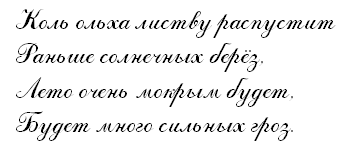 Коль ольха листву распустит
Раньше солнечных берёз,
Лето очень мокрым будет,
Будет много сильных гроз.